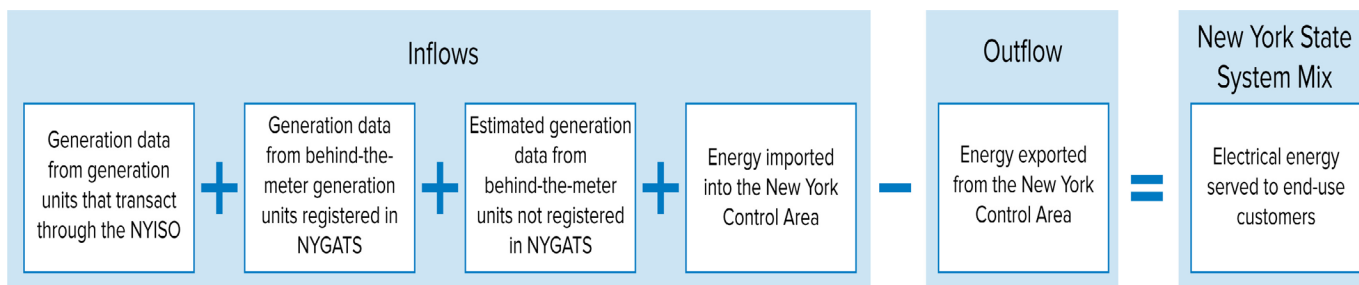 Inflows
Generation data
from generation
units that transact
through the NYISO
+
Generation data
from behind-the-
meter generation
units registered in
NYGATS
+
Estimated generation
data from
behind-the-meter
units not registered
in NYGATS
+
Energy imported
into the New York
Control Area
−
Outflow
Energy exported
from the New York
Control Area
=
New York State
System Mix
Electrical energy
served to end-use
customers